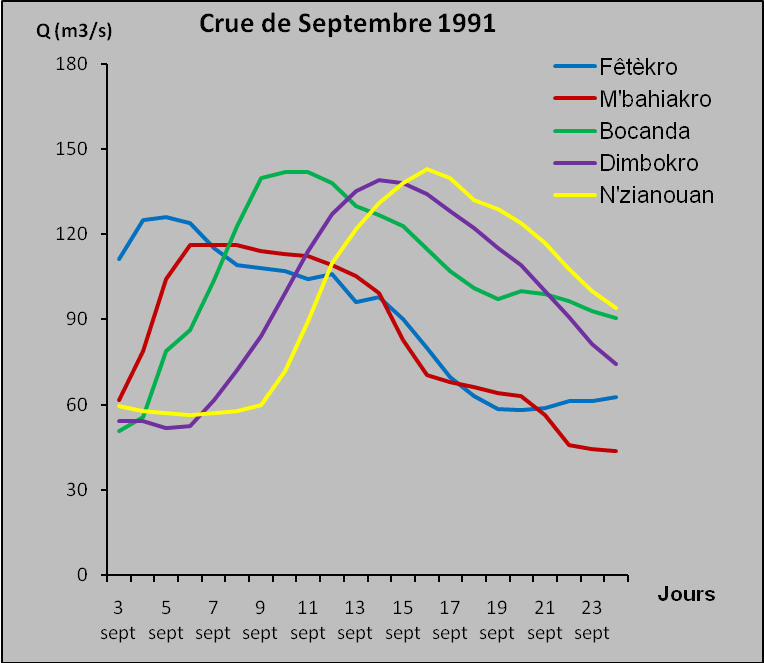 Crue de Septembre 1991
Q (m3/s)
180
150
120
90
60
30
0
Fêtèkro
M'bahiakro
Bocanda
Dimbokro
N'zianouan
3 5 7 9 11 13 15 17 19 21 23
sept sept sept sept sept sept sept sept sept sept sept
Jours